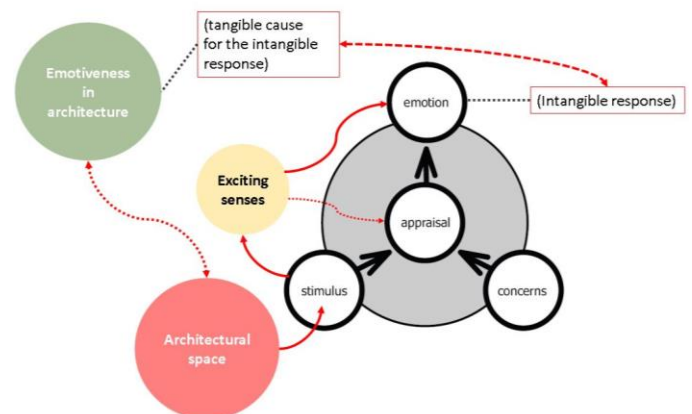 (tangible cause
for the intangible
response)
Emotiveness
in
architecture
emotion
(Intangible response)
Exciting
senses
appraisal
stimulus
concerns
Architectural
space